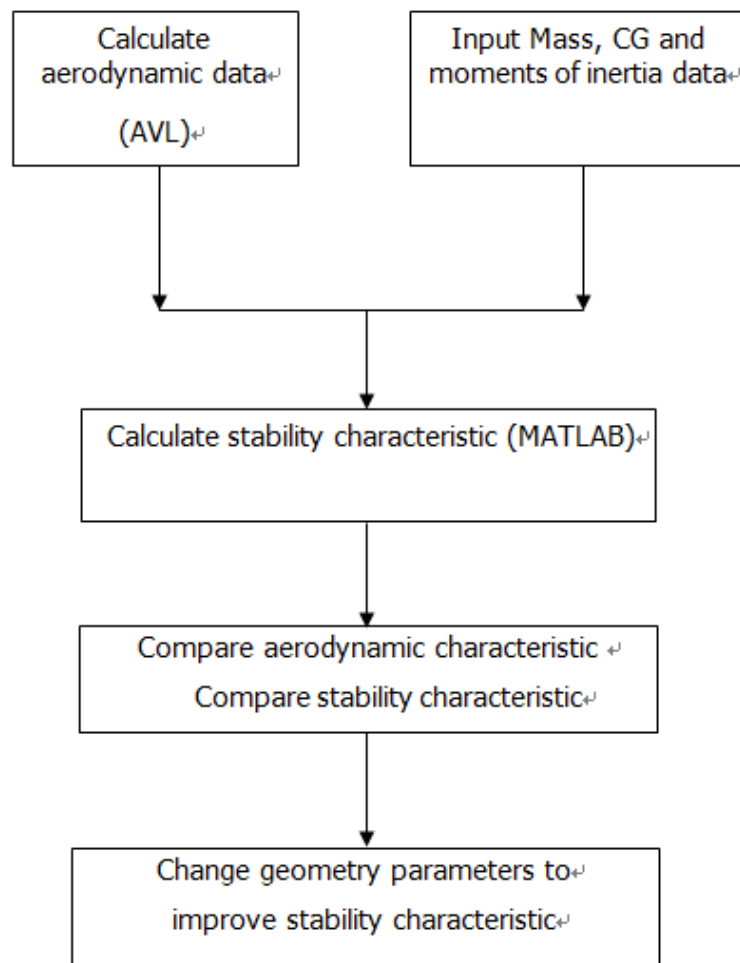 Calculate
aerodynamic data↵
(AVL)↵
Input Mass, CG and
moments of inertia data↵
Calculate stability characteristic (MATLAB)↵
Compare aerodynamic characteristic ↵
Compare stability characteristic↵
Change geometry parameters to↵
improve stability characteristic↵